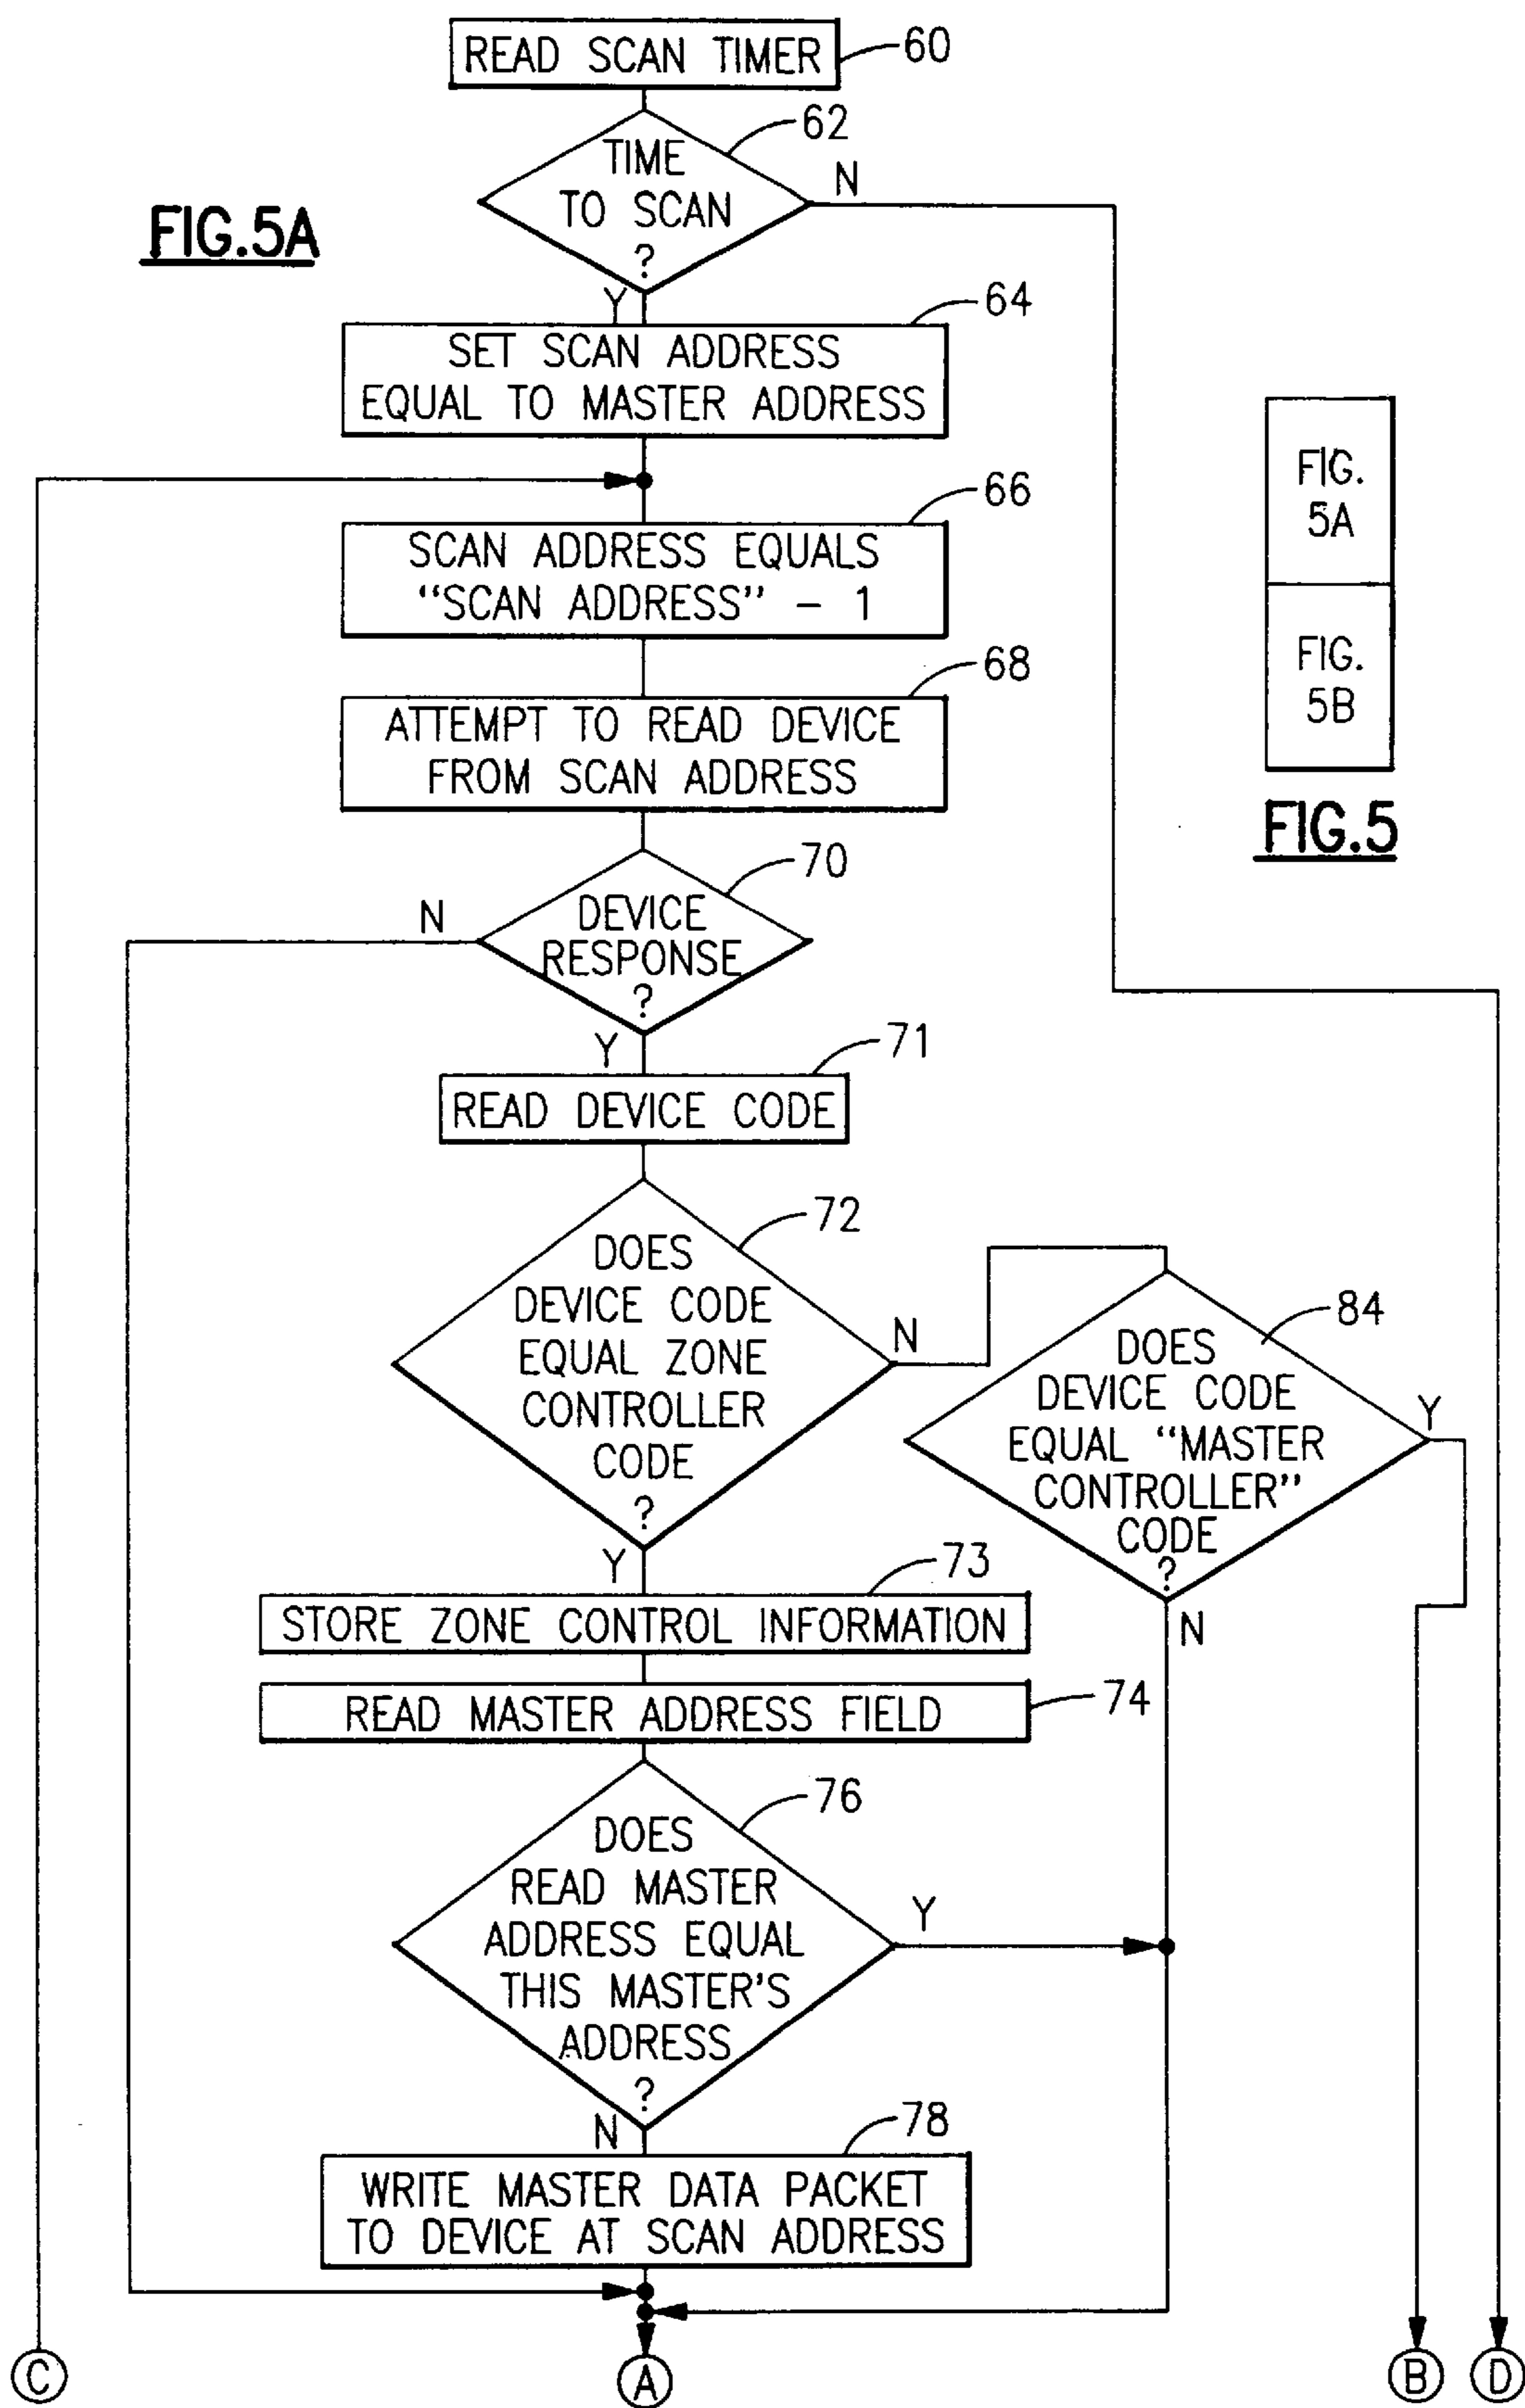 READ SCAN TIMER
60
62
TIME
TO SCAN
?
N
FIG.5A
Y
64
SET SCAN ADDRESS
EQUAL TO MASTER ADDRESS
66
SCAN ADDRESS EQUALS
“SCAN ADDRESS” - 1
FIG.
5A
FIG.
5B
FIG.5
68
ATTEMPT TO READ DEVICE
FROM SCAN ADDRESS
70
N
DEVICE
RESPONSE
?
Y
71
READ DEVICE CODE
72
DOES
DEVICE CODE
EQUAL ZONE
CONTROLLER
CODE
?
N
84
DOES
DEVICE CODE
EQUAL “MASTER
CONTROLLER”
CODE
?
Y
N
Y
73
STORE ZONE CONTROL INFORMATION
READ MASTER ADDRESS FIELD
74
76
DOES
READ MASTER
ADDRESS EQUAL
THIS MASTER'S
ADDRESS
?
Y
N
78
WRITE MASTER DATA PACKET
TO DEVICE AT SCAN ADDRESS
C
A
B
D